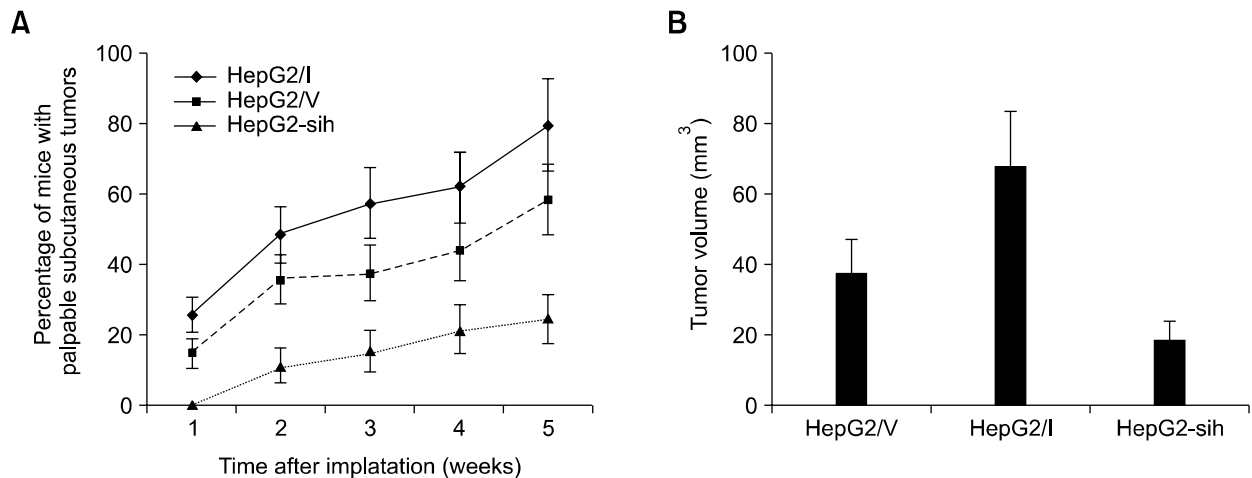 A
Percentage of mice with
palpable subcutaneous tumors
100
80
60
40
20
0
HepG2/I
HepG2/V
HepG2-sih
1 2 3 4 5
Time after implatation (weeks)
B
Tumor volume (mm³)
100
80
60
40
20
0
HepG2/V HepG2/I HepG2-sih